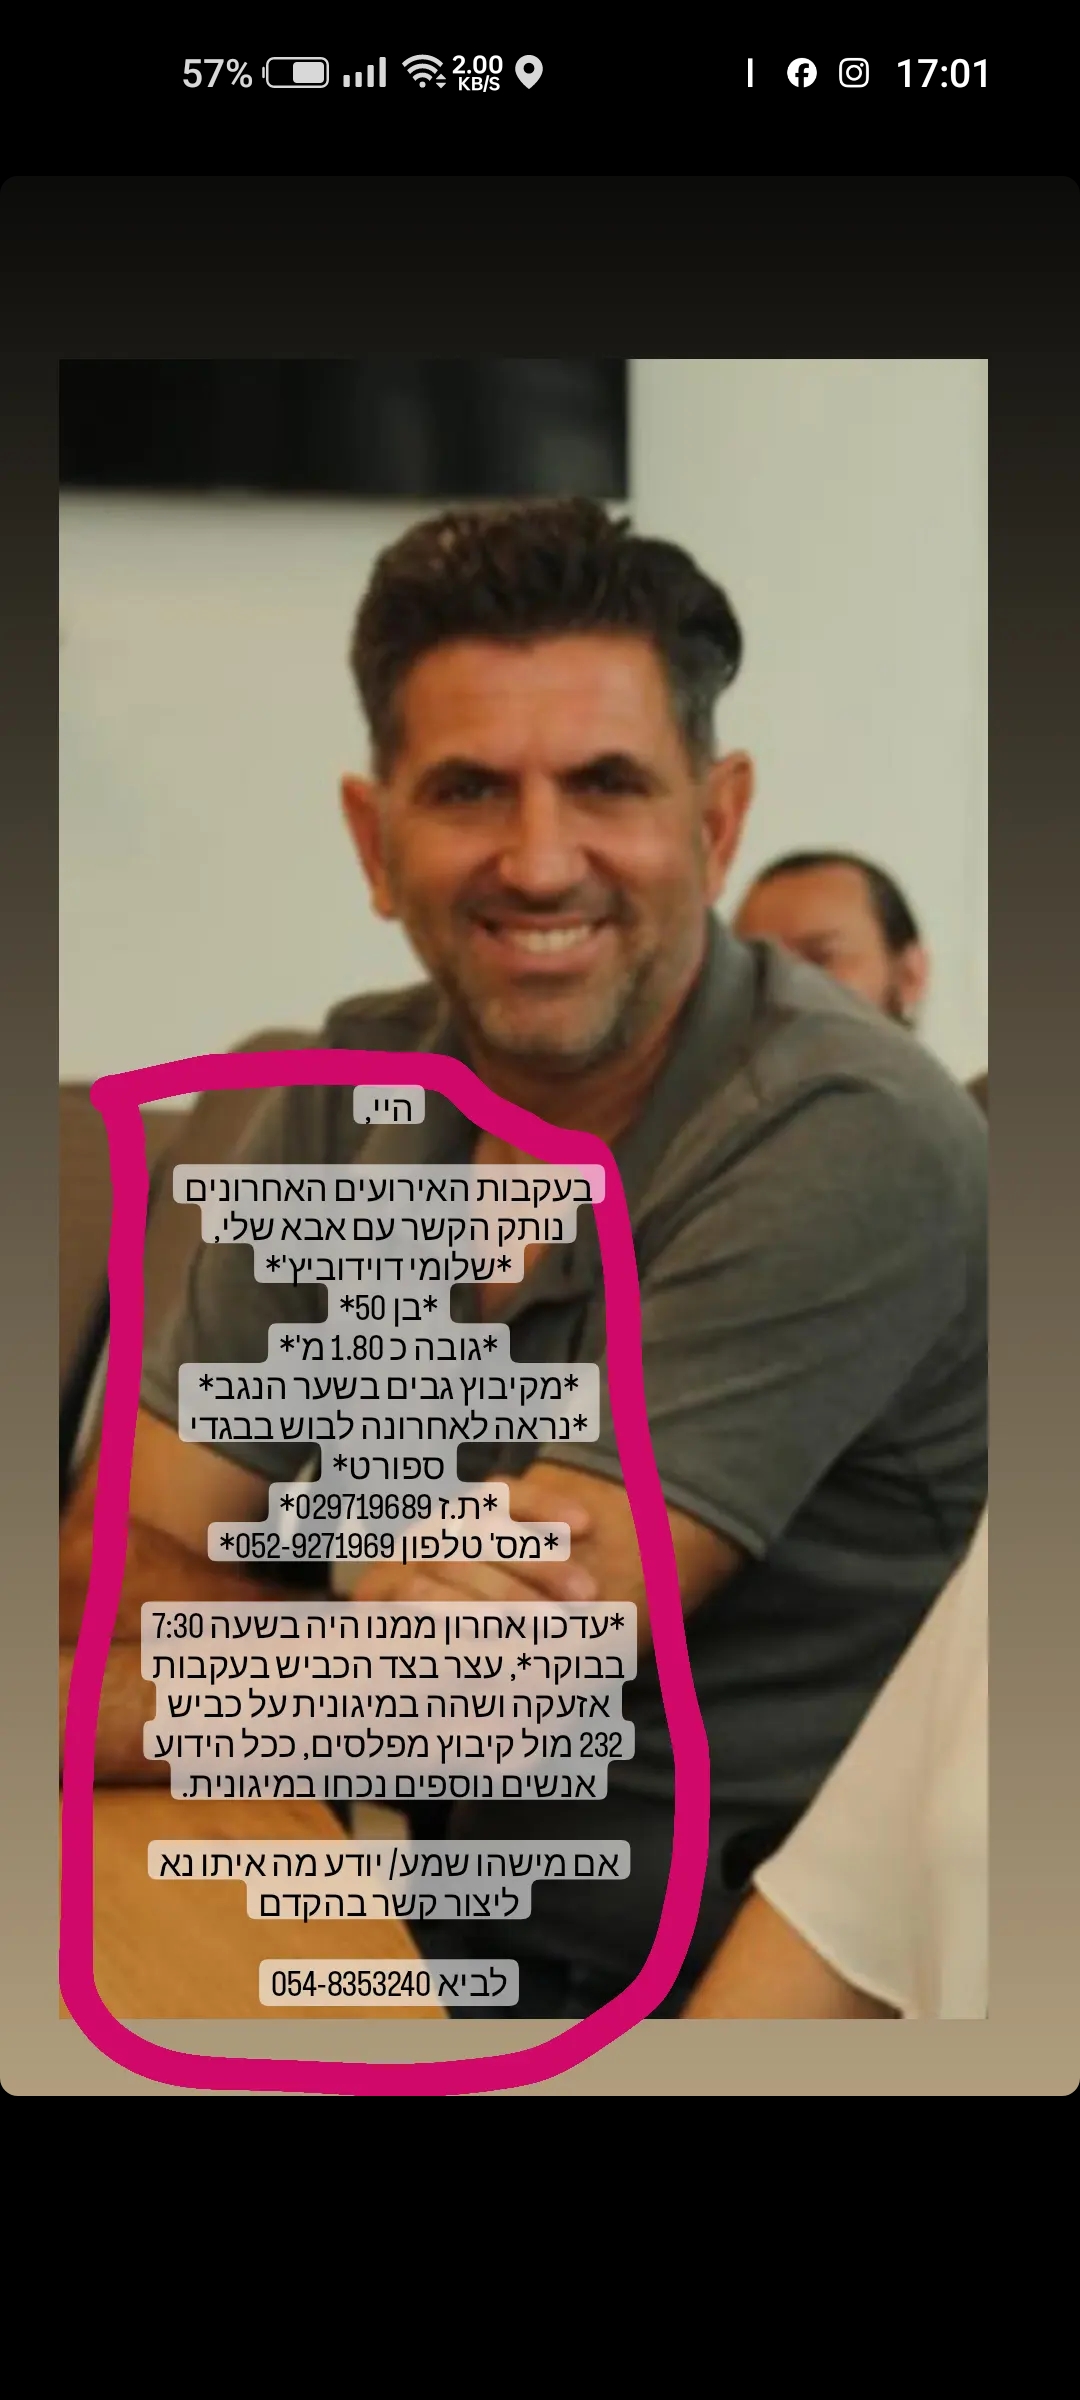 57% 2.00 KB/S 17:01
היי,
בעקבות האירועים האחרונים
נותק הקשר עם אבא שלי,
*שלומי דוידוביץ'*
*בן 50*
*גובה כ 1.80 מ'*
*מקיבוץ גבים בשער הנגב*
*נראה לאחרונה לבוש בבגדי
ספורט*
*ת.ז 029719689*
*מס' טלפון 052-9271969*
*עדכון אחרון ממנו היה בשעה 7:30
בבוקר*, עצר בצד הכביש בעקבות
אזעקה ושהה במיגונית על כביש
232 מול קיבוץ מפלסים, ככל הידוע
אנשים נוספים נכחו במיגונית.
אם מישהו שמע/ יודע מה איתו נא
ליצור קשר בהקדם
לביא 054-8353240